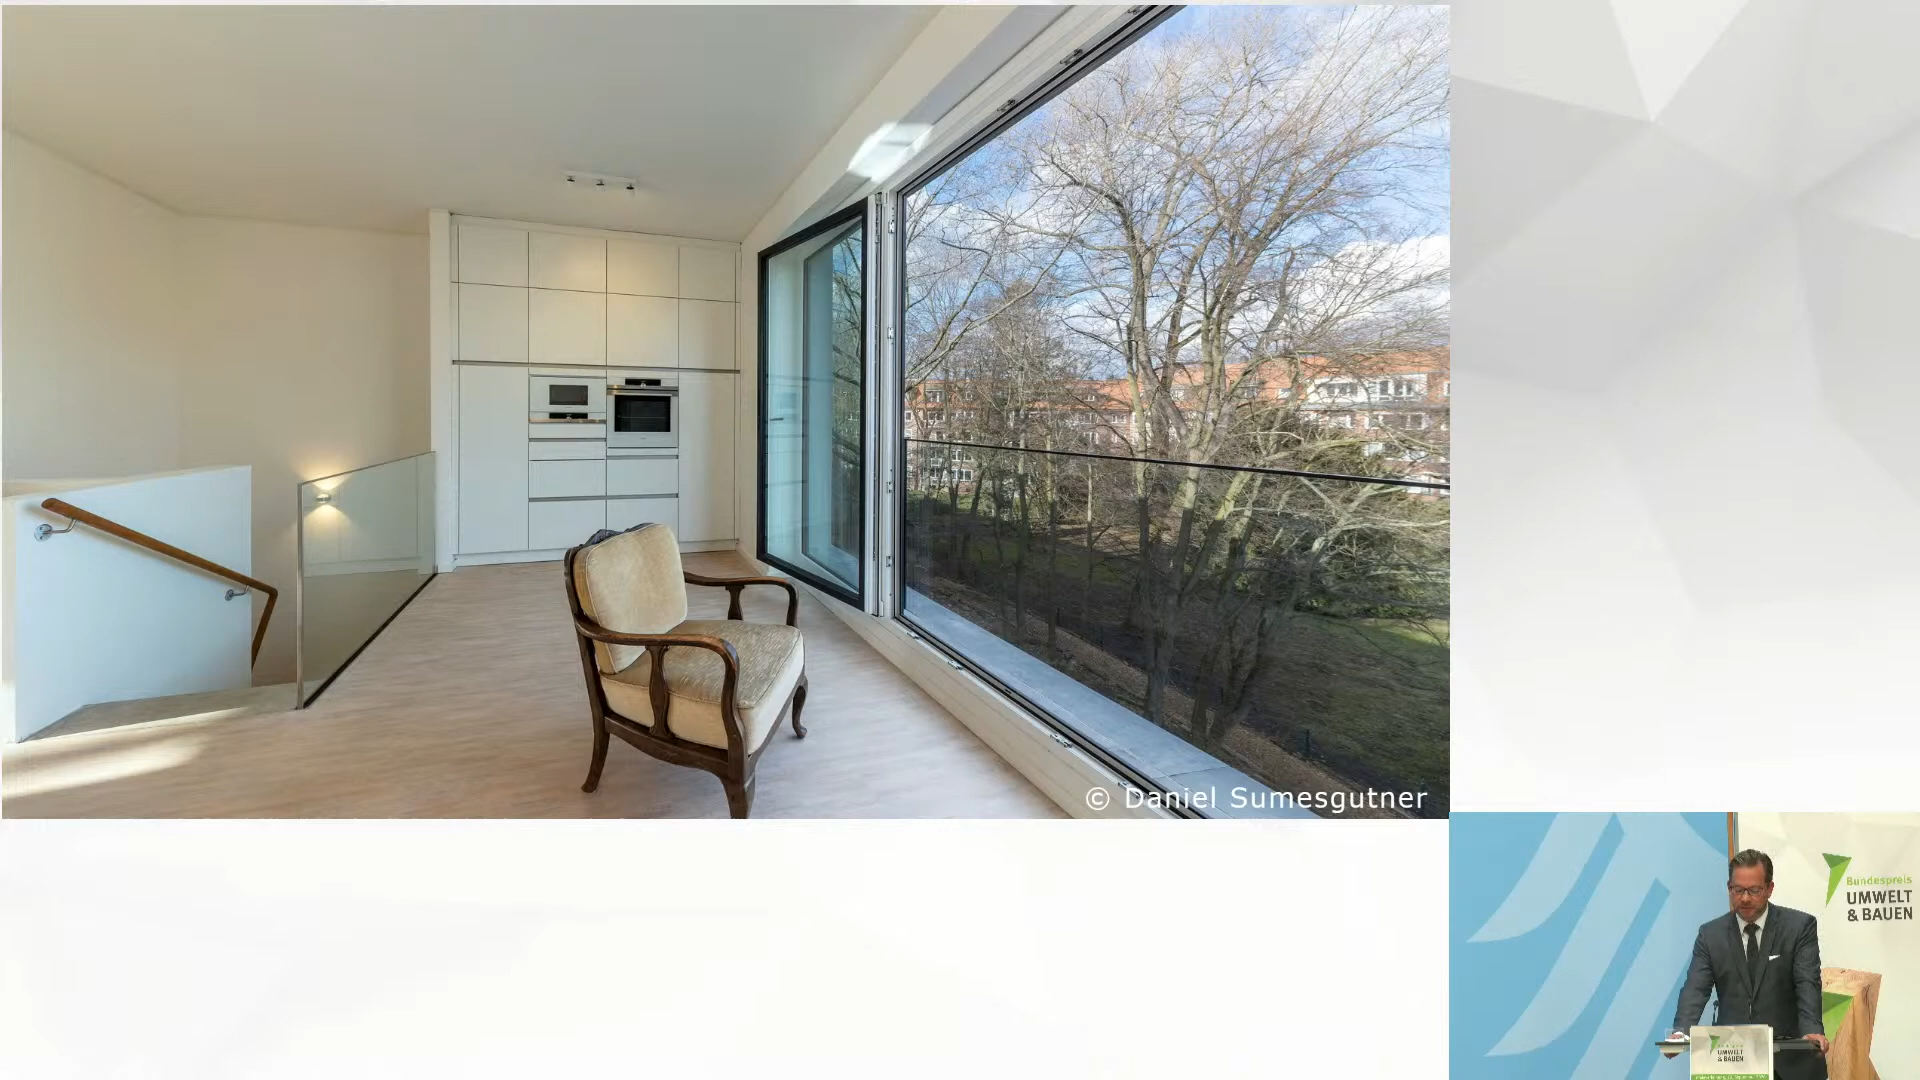 © Daniel Sumesgutner
Bundespreis
UMWELT
& BAUEN
UMWELT
& BAUEN